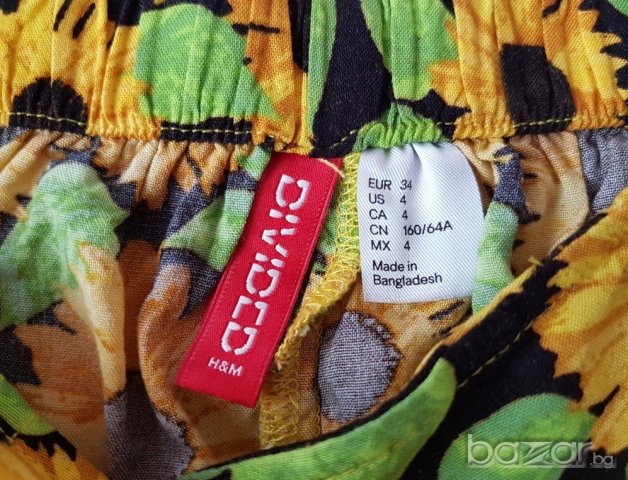 DIVIDED
H&M
EUR 34
US 4
CA 4
CN 160/64A
MX 4
Made in
Bangladesh
bazar.bg